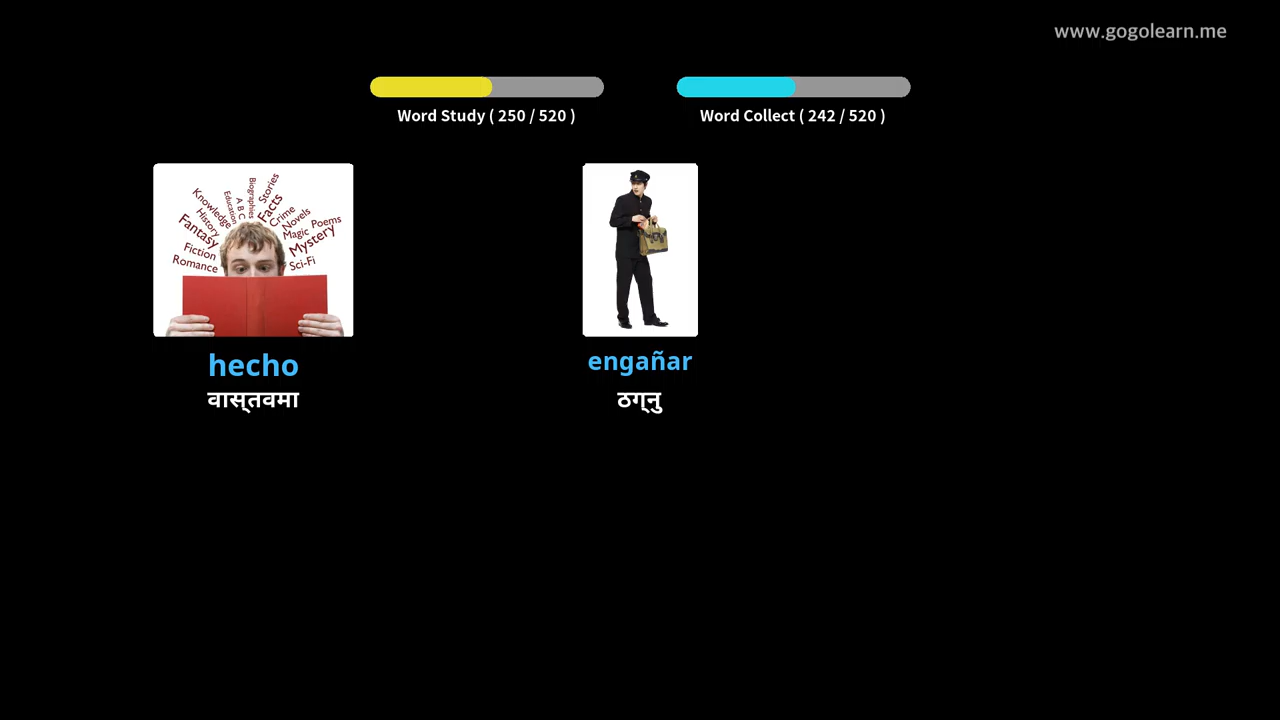 www.gogolearn.me
Word Study ( 250 / 520 )
Word Collect ( 242 / 520 )
Stories
Biographies
Facts
A B C
Education
Knowledge
Crime
Novels
History
Poems
Magic
Fantasy
Mystery
Fiction
Sci-Fi
Romance
hecho
engañar
वास्तवमा
ठग्नु